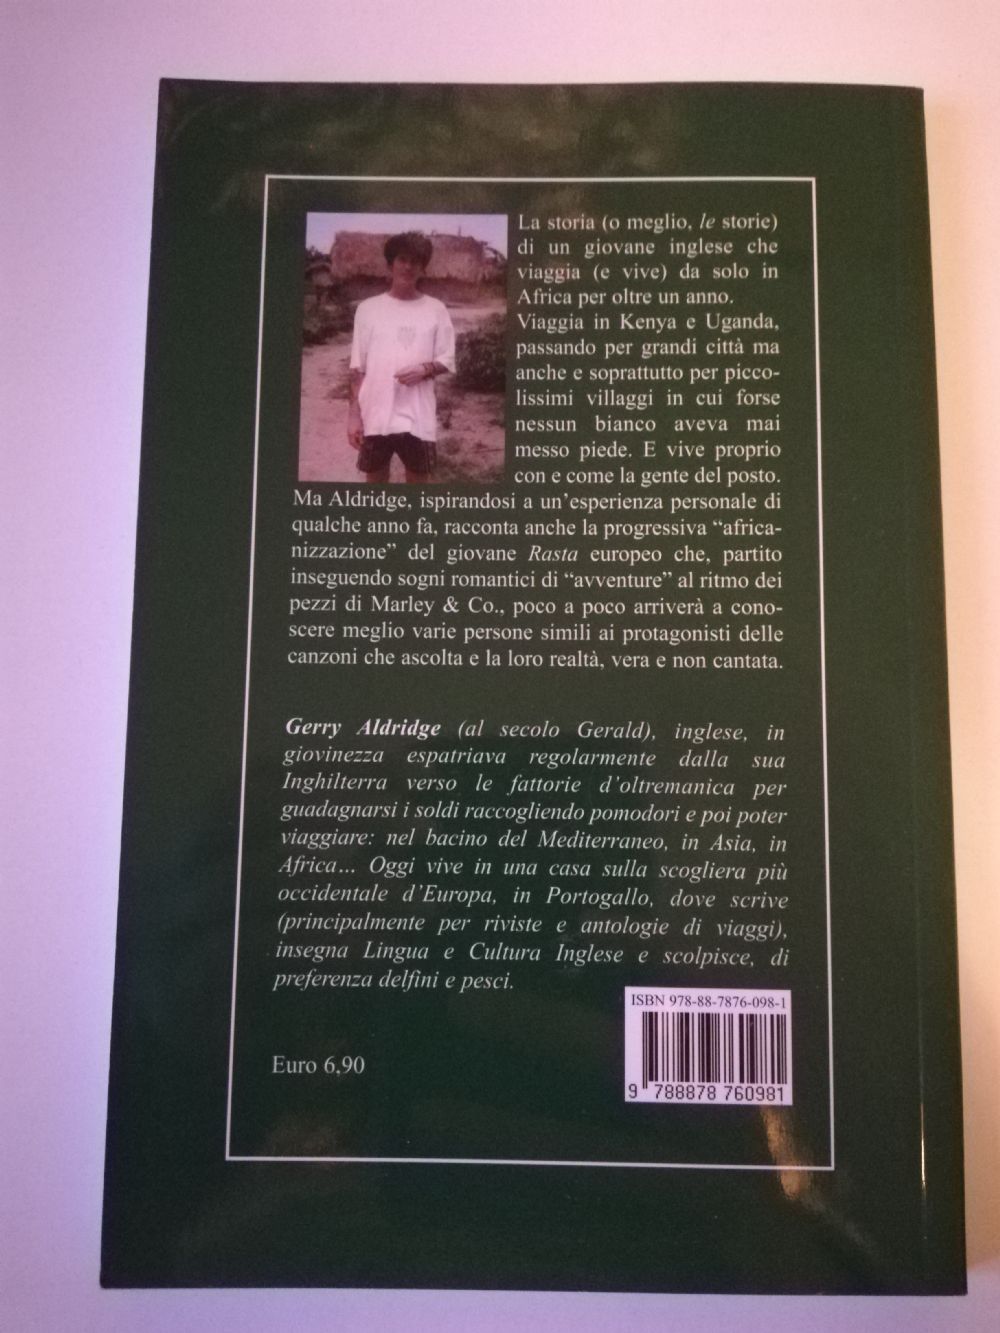 La storia (o meglio, le storie)
di un giovane inglese che
viaggia (e vive) da solo in
Africa per oltre un anno.
Viaggia in Kenya e Uganda,
passando per grandi città ma
anche e soprattutto per picco-
lissimi villaggi in cui forse
nessun bianco aveva mai
messo piede. E vive proprio
con e come la gente del posto.
Ma Aldridge, ispirandosi a un’esperienza personale di
qualche anno fa, racconta anche la progressiva “africa-
nizzazione” del giovane Rasta europeo che, partito
inseguendo sogni romantici di “avventure” al ritmo dei
pezzi di Marley & Co., poco a poco arriverà a cono-
scere meglio varie persone simili ai protagonisti delle
canzoni che ascolta e la loro realtà, vera e non cantata.
Gerry Aldridge (al secolo Gerald), inglese, in
giovinezza espatriava regolarmente dalla sua
Inghilterra verso le fattorie d’oltremanica per
guadagnarsi i soldi raccogliendo pomodori e poi poter
viaggiare: nel bacino del Mediterraneo, in Asia, in
Africa… Oggi vive in una casa sulla scogliera più
occidentale d’Europa, in Portogallo, dove scrive
(principalmente per riviste e antologie di viaggi),
insegna Lingua e Cultura Inglese e scolpisce, di
preferenza delfini e pesci.
ISBN 978-88-7876-098-1
9 788878 760981
Euro 6,90